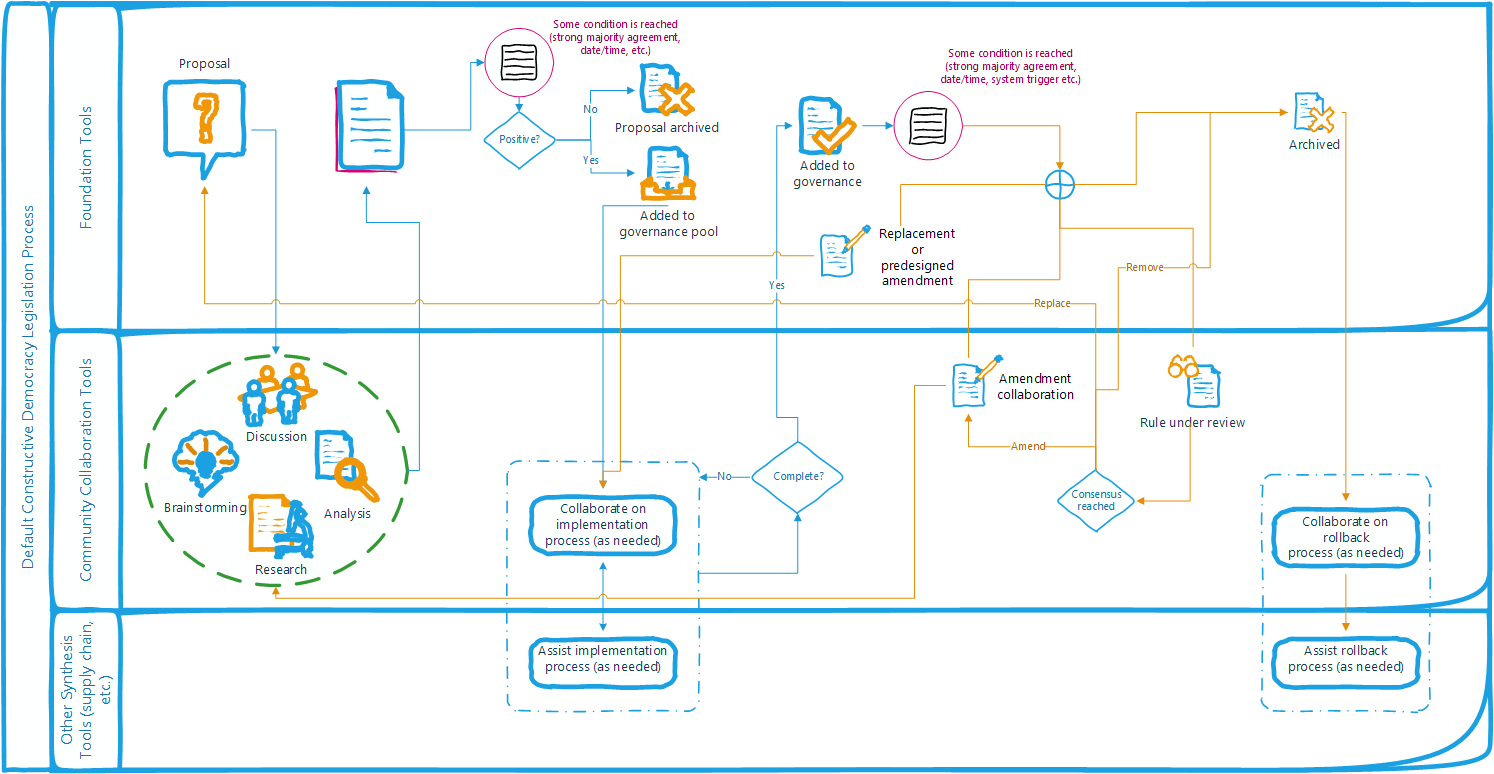 Default Constructive Democracy Legislation Process
Foundation Tools
Proposal
Some condition is reached
(strong majority agreement,
date/time, etc.)
Positive?
No
Yes
Proposal archived
Added to
governance pool
Some condition is reached
(strong majority agreement,
date/time, system trigger etc.)
Added to
governance
Archived
Replacement
or
predesigned
amendment
Yes
Remove
Replace
Community Collaboration Tools
Discussion
Brainstorming
Analysis
Research
Amendment
collaboration
Rule under review
Amend
Consensus
reached
Complete?
No
Collaborate on
implementation
process (as needed)
Collaborate on
rollback
process (as needed)
Other Synthesis
Tools (supply chain,
etc.)
Assist implementation
process (as needed)
Assist rollback
process (as needed)